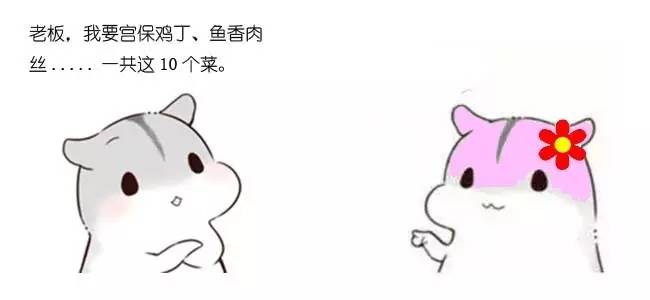 老板，我要宫保鸡丁、鱼香肉
丝 . . . . . 一共这 10 个菜。